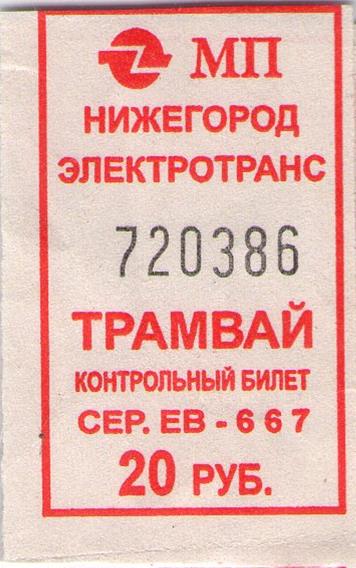 МП
НИЖЕГОРОД
ЭЛЕКТРОТРАНС
720386
ТРАМВАЙ
КОНТРОЛЬНЫЙ БИЛЕТ
СЕР. ЕВ - 667
20 РУБ.